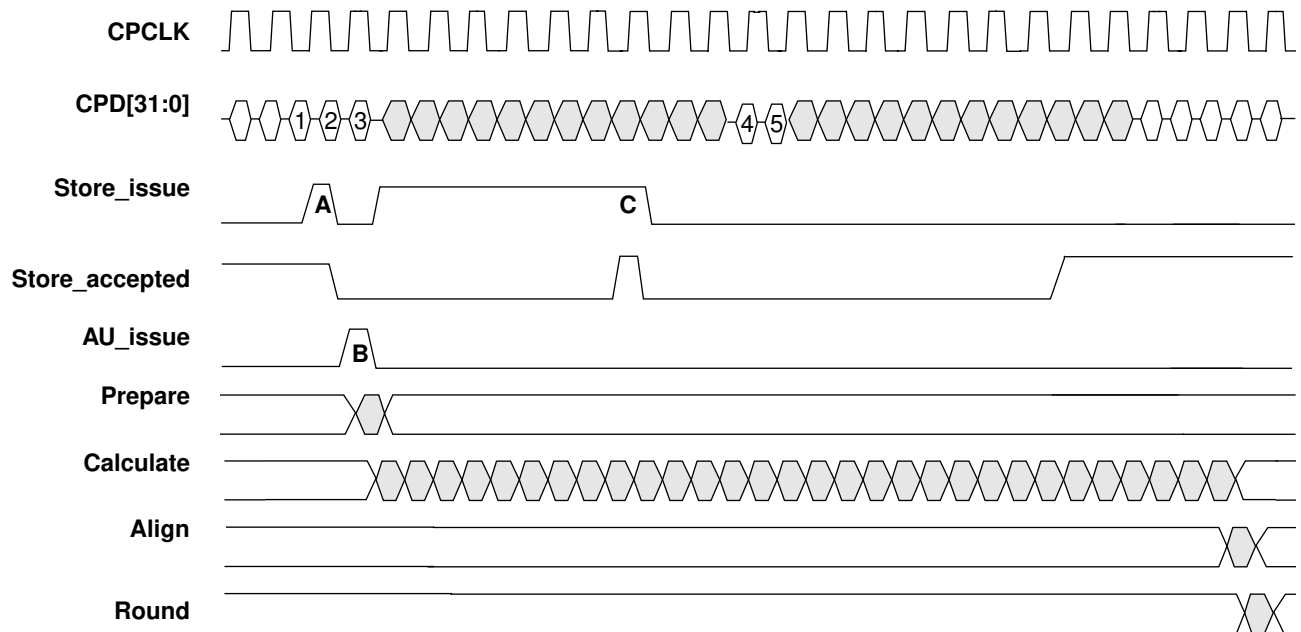 CPCLK
CPD[31:0]
1 2 3 4 5
Store_issue
A C
Store_accepted
AU_issue
B
Prepare
Calculate
Align
Round